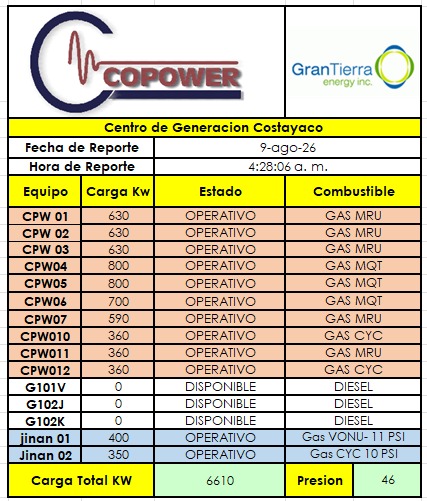 COPOWER
GranTierra
energy inc.
Centro de Generacion Costayaco
Fecha de Reporte 9-ago-26
Hora de Reporte 4:28:06 a. m.
Equipo Carga Kw Estado Combustible
CPW 01 630 OPERATIVO GAS MRU
CPW 02 630 OPERATIVO GAS MRU
CPW 03 630 OPERATIVO GAS MRU
CPW04 800 OPERATIVO GAS MQT
CPW05 800 OPERATIVO GAS MQT
CPW06 700 OPERATIVO GAS MQT
CPW07 590 OPERATIVO GAS MRU
CPW010 360 OPERATIVO GAS CYC
CPW011 360 OPERATIVO GAS MRU
CPW012 360 OPERATIVO GAS CYC
G101V 0 DISPONIBLE DIESEL
G102J 0 DISPONIBLE DIESEL
G102K 0 DISPONIBLE DIESEL
jinan 01 400 OPERATIVO Gas VONU- 11 PSI
Jinan 02 350 OPERATIVO Gas CYC 10 PSI
Carga Total KW 6610 Presion 46